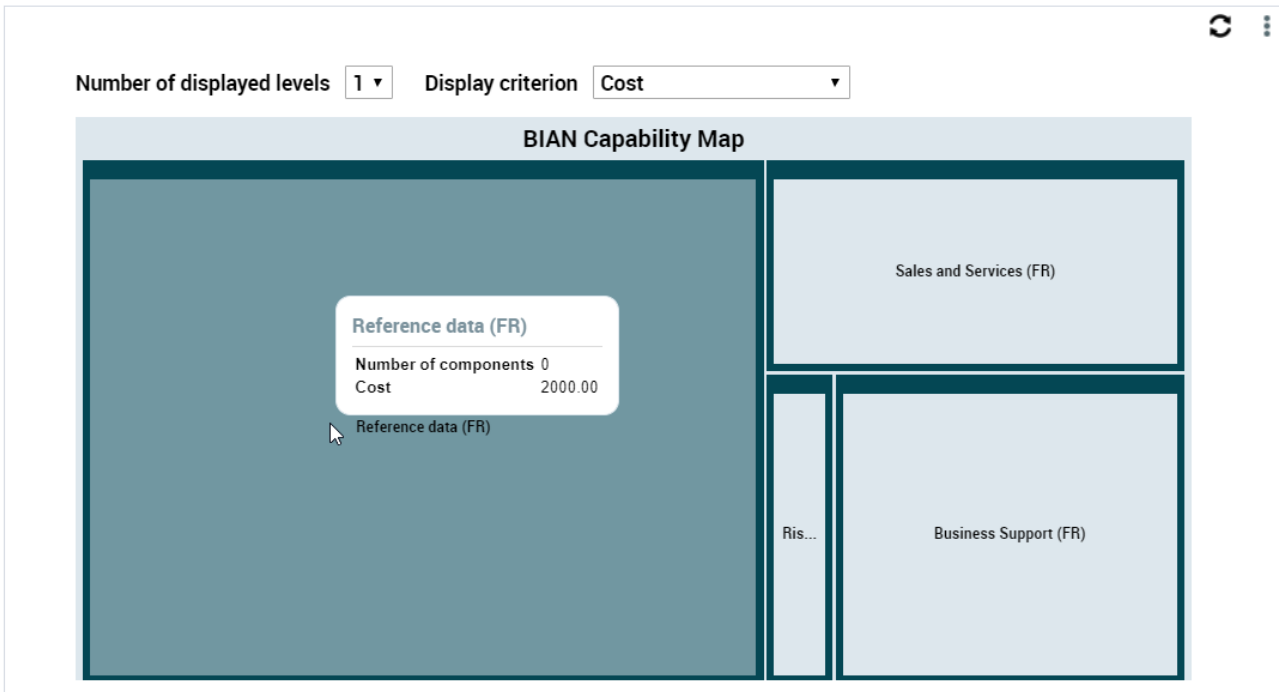 Number of displayed levels 1 Display criterion Cost
BIAN Capability Map
Sales and Services (FR)
Reference data (FR)
Number of components 0
Cost 2000.00
Reference data (FR)
Ris...
Business Support (FR)